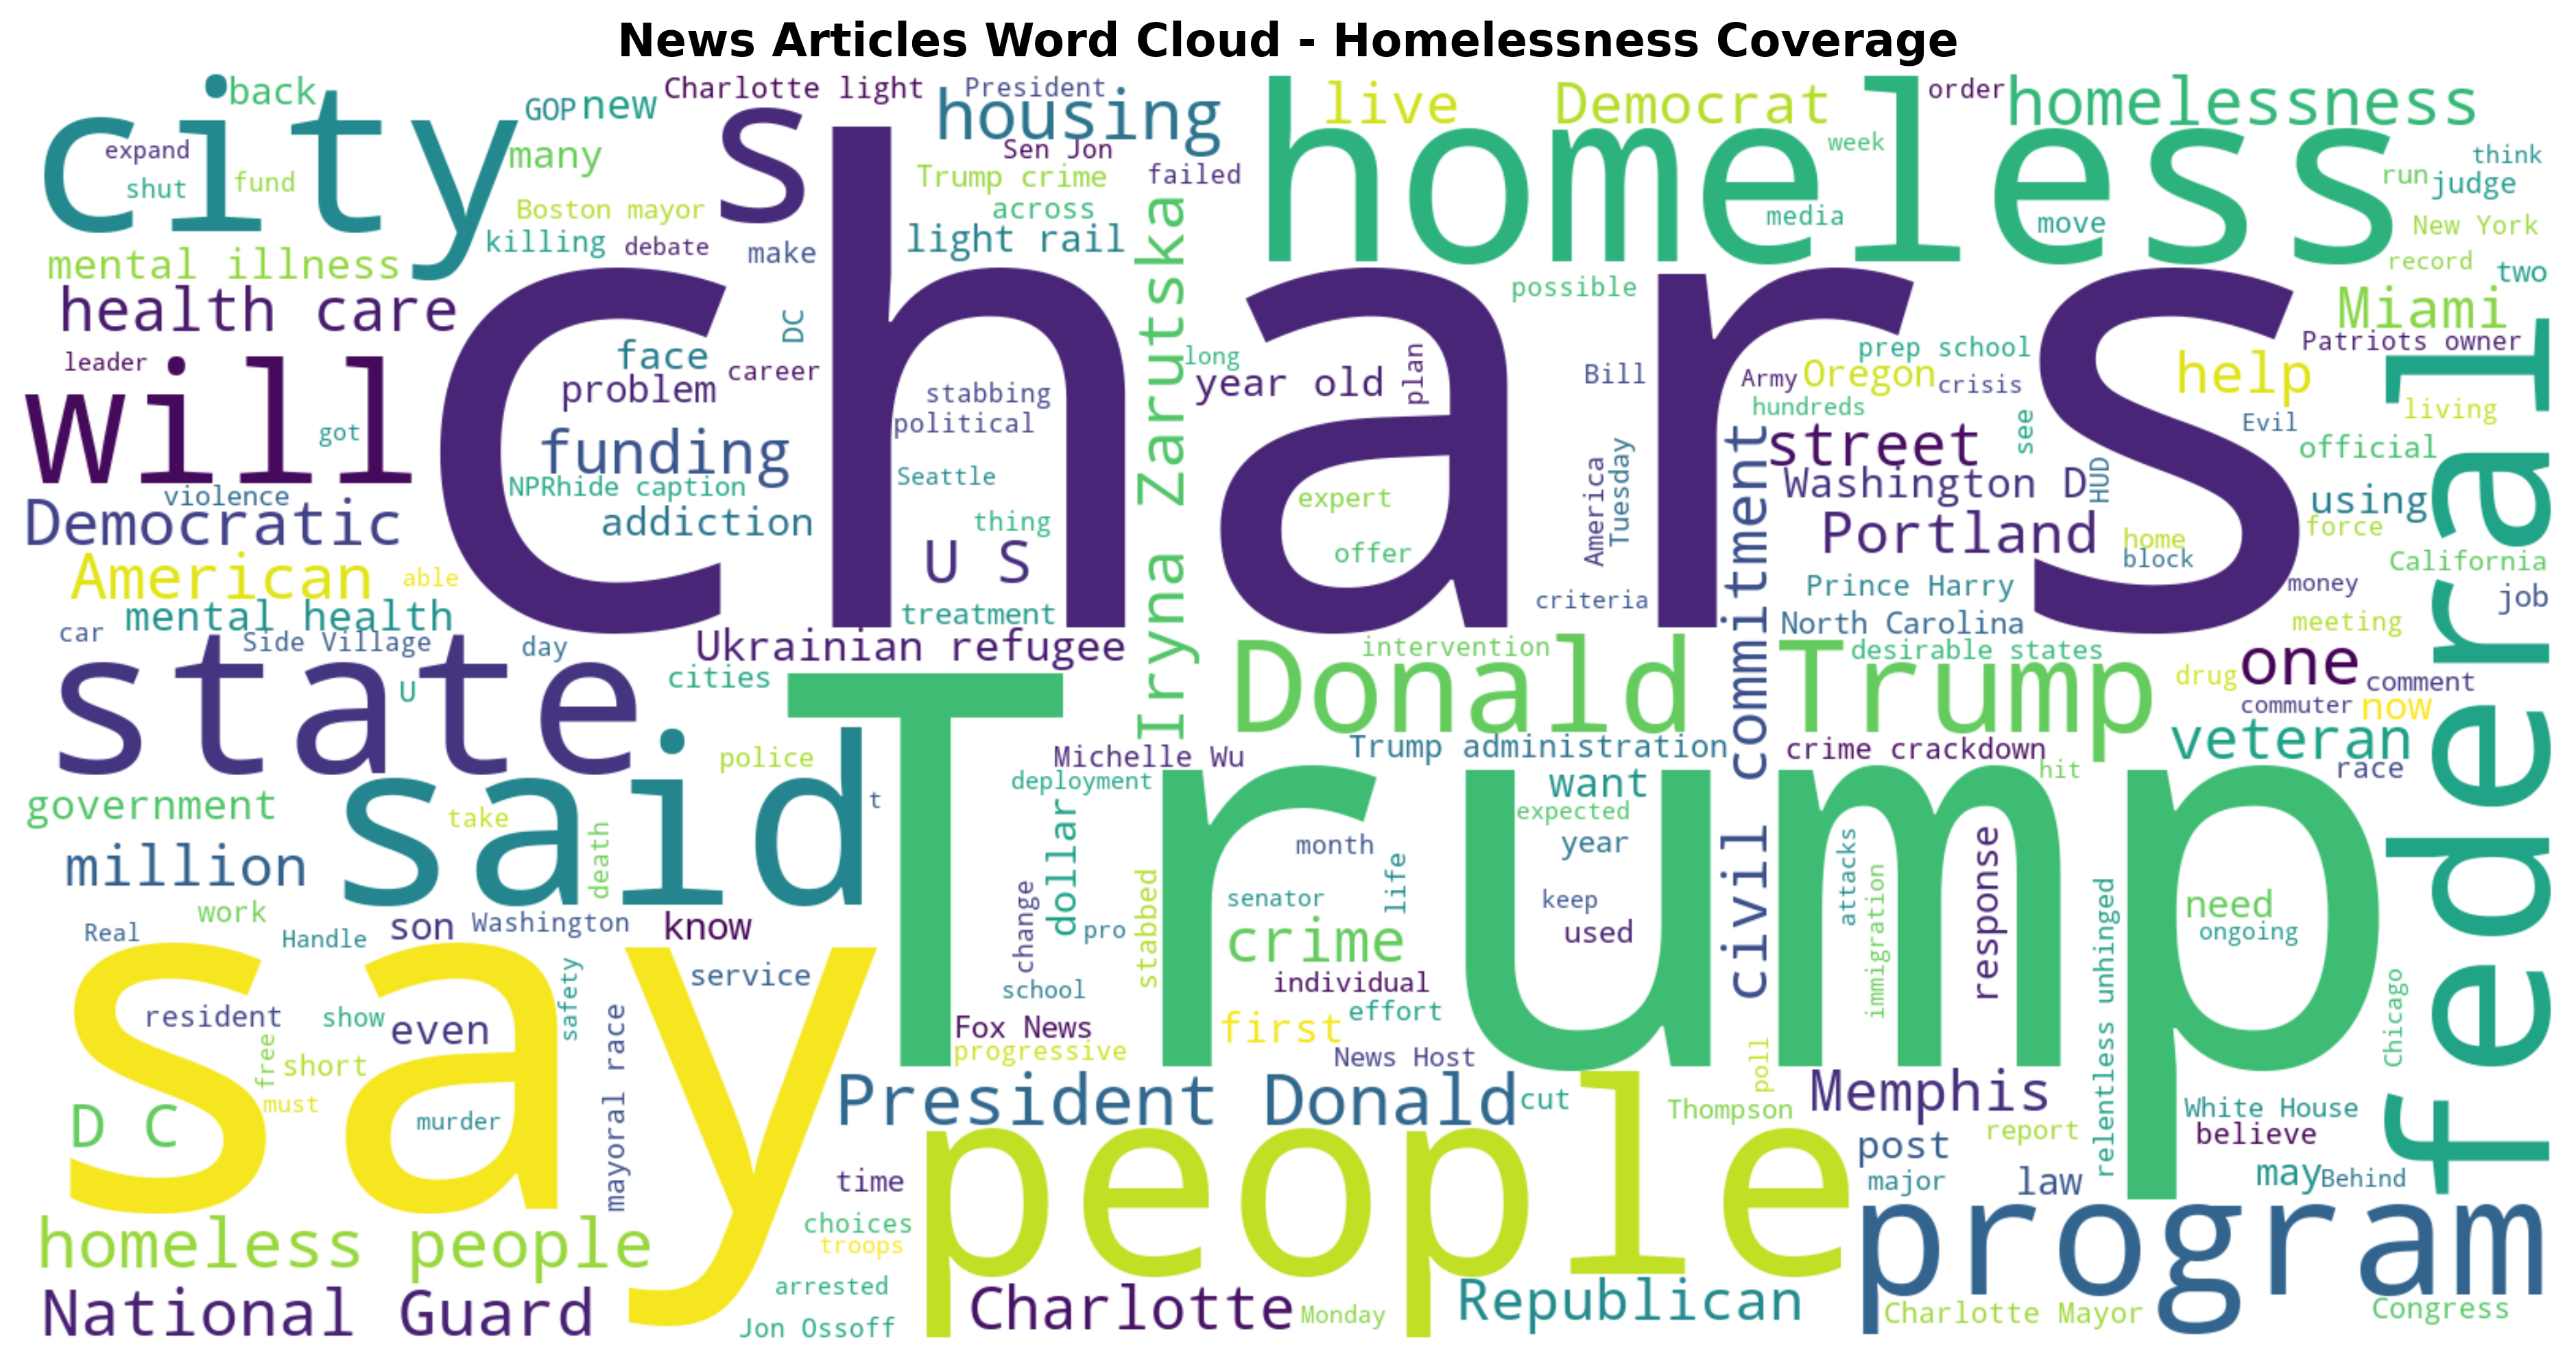 News Articles Word Cloud - Homelessness Coverage
city
back
GOP
new
Charlotte light
President
housing
live
Democrat
order
homelessness
expand
shut
fund
many
s
Sen Jon
Trump crime
failed
homeless
week
think
run
judge
Boston mayor
across
media
move
New York
killing
debate
make
light rail
mental illness
record
two
health care
DC
chars
possible
Miami
Iryna Zarutska
leader
face
problem
career
long
year old
plan
Bill
prep school
Army
Oregon
crisis
hundreds
help
Patriots owner
federal
will
got
stabbing
political
living
Evil
official
funding
street
see
America
Tuesday
civil commitment
NPRhide caption
Seattle
Washington D
HUD
expert
using
violence
Democratic
addiction
thing
Portland
force
home
block
U S
offer
American
able
California
Prince Harry
money
job
mental health
treatment
criteria
car
Side Village
day
Ukrainian refugee
North Carolina
meeting
intervention
desirable states
state
U
cities
Donald Trump
drug
one
comment
commuter
now
said
police
Michelle Wu
Trump administration
crime crackdown
hit
veteran
race
Trump
deployment
want
government
take
t
death
dollar
expected
million
month
life
year
attacks
immigration
response
work
son
Washington
know
change
pro
stabbed
senator
keep
need
Real
Handle
crime
used
ongoing
say
service
school
individual
relentless unhinged
Chicago
resident
show
even
safety
mayoral race
Fox News
first
effort
free
short
progressive
News Host
poll
must
D C
murder
President Donald
cut
Thompson
Memphis
White House
believe
people
post
report
time
major
law
may
Behind
homeless people
choices
troops
program
arrested
National Guard
Jon Ossoff
Charlotte
Monday
Republican
Charlotte Mayor
Congress